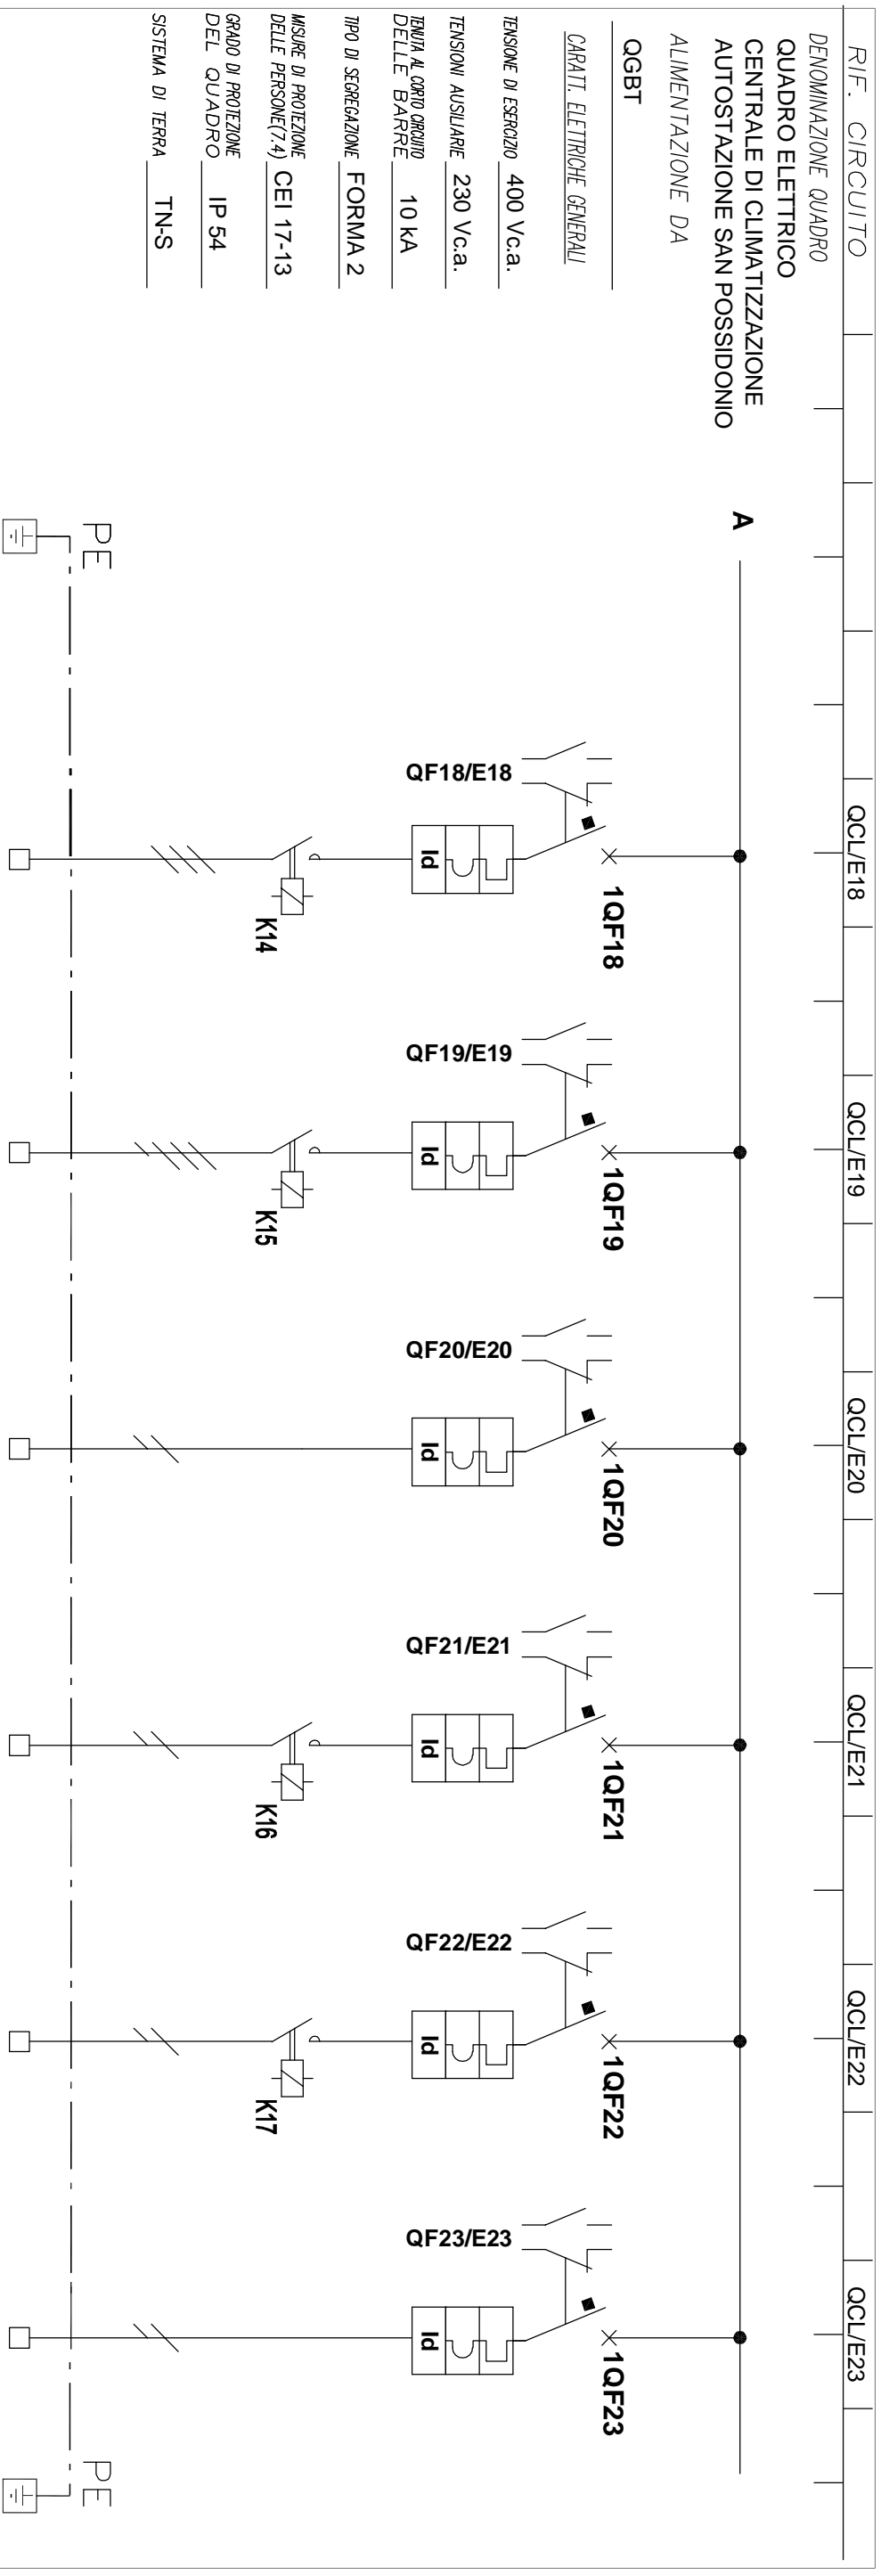 RIF. CIRCUITO
QCL/E18
QCL/E19
QCL/E20
QCL/E21
QCL/E22
QCL/E23
DENOMINAZIONE QUADRO
QUADRO ELETTRICO
CENTRALE DI CLIMATIZZAZIONE
AUTOSTAZIONE SAN POSSIDONIO
ALIMENTAZIONE DA
QGBT
CARATT. ELETTRICHE GENERALI
TENSIONE DI ESERCIZIO 400 Vc.a.
TENSIONI AUSILIARIE 230 Vc.a.
TENUTA AL CORTO CIRCUITO
DELLE BARRE 10 kA
TIPO DI SEGREGAZIONE FORMA 2
MISURE DI PROTEZIONE
DELLE PERSONE(7.4) CEI 17-13
GRADO DI PROTEZIONE
DEL QUADRO IP 54
SISTEMA DI TERRA TN-S
A
1QF18
1QF19
1QF20
1QF21
1QF22
1QF23
QF18/E18
QF19/E19
QF20/E20
QF21/E21
QF22/E22
QF23/E23
Id
Id
Id
Id
Id
Id
K14
K15
K16
K17
PE
PE